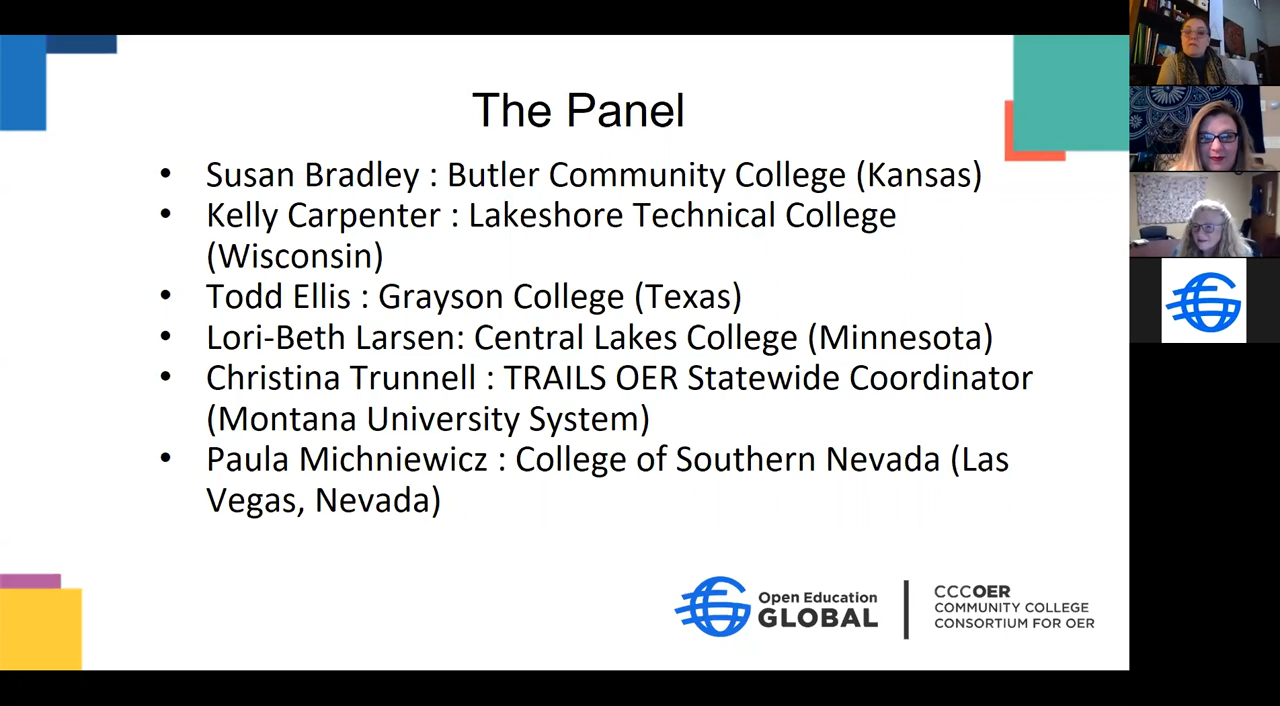 The Panel
• Susan Bradley : Butler Community College (Kansas)
• Kelly Carpenter : Lakeshore Technical College
(Wisconsin)
• Todd Ellis : Grayson College (Texas)
• Lori-Beth Larsen: Central Lakes College (Minnesota)
• Christina Trunnell : TRAILS OER Statewide Coordinator
(Montana University System)
• Paula Michniewicz : College of Southern Nevada (Las
Vegas, Nevada)
Open Education
GLOBAL
CCCOER
COMMUNITY COLLEGE
CONSORTIUM FOR OER